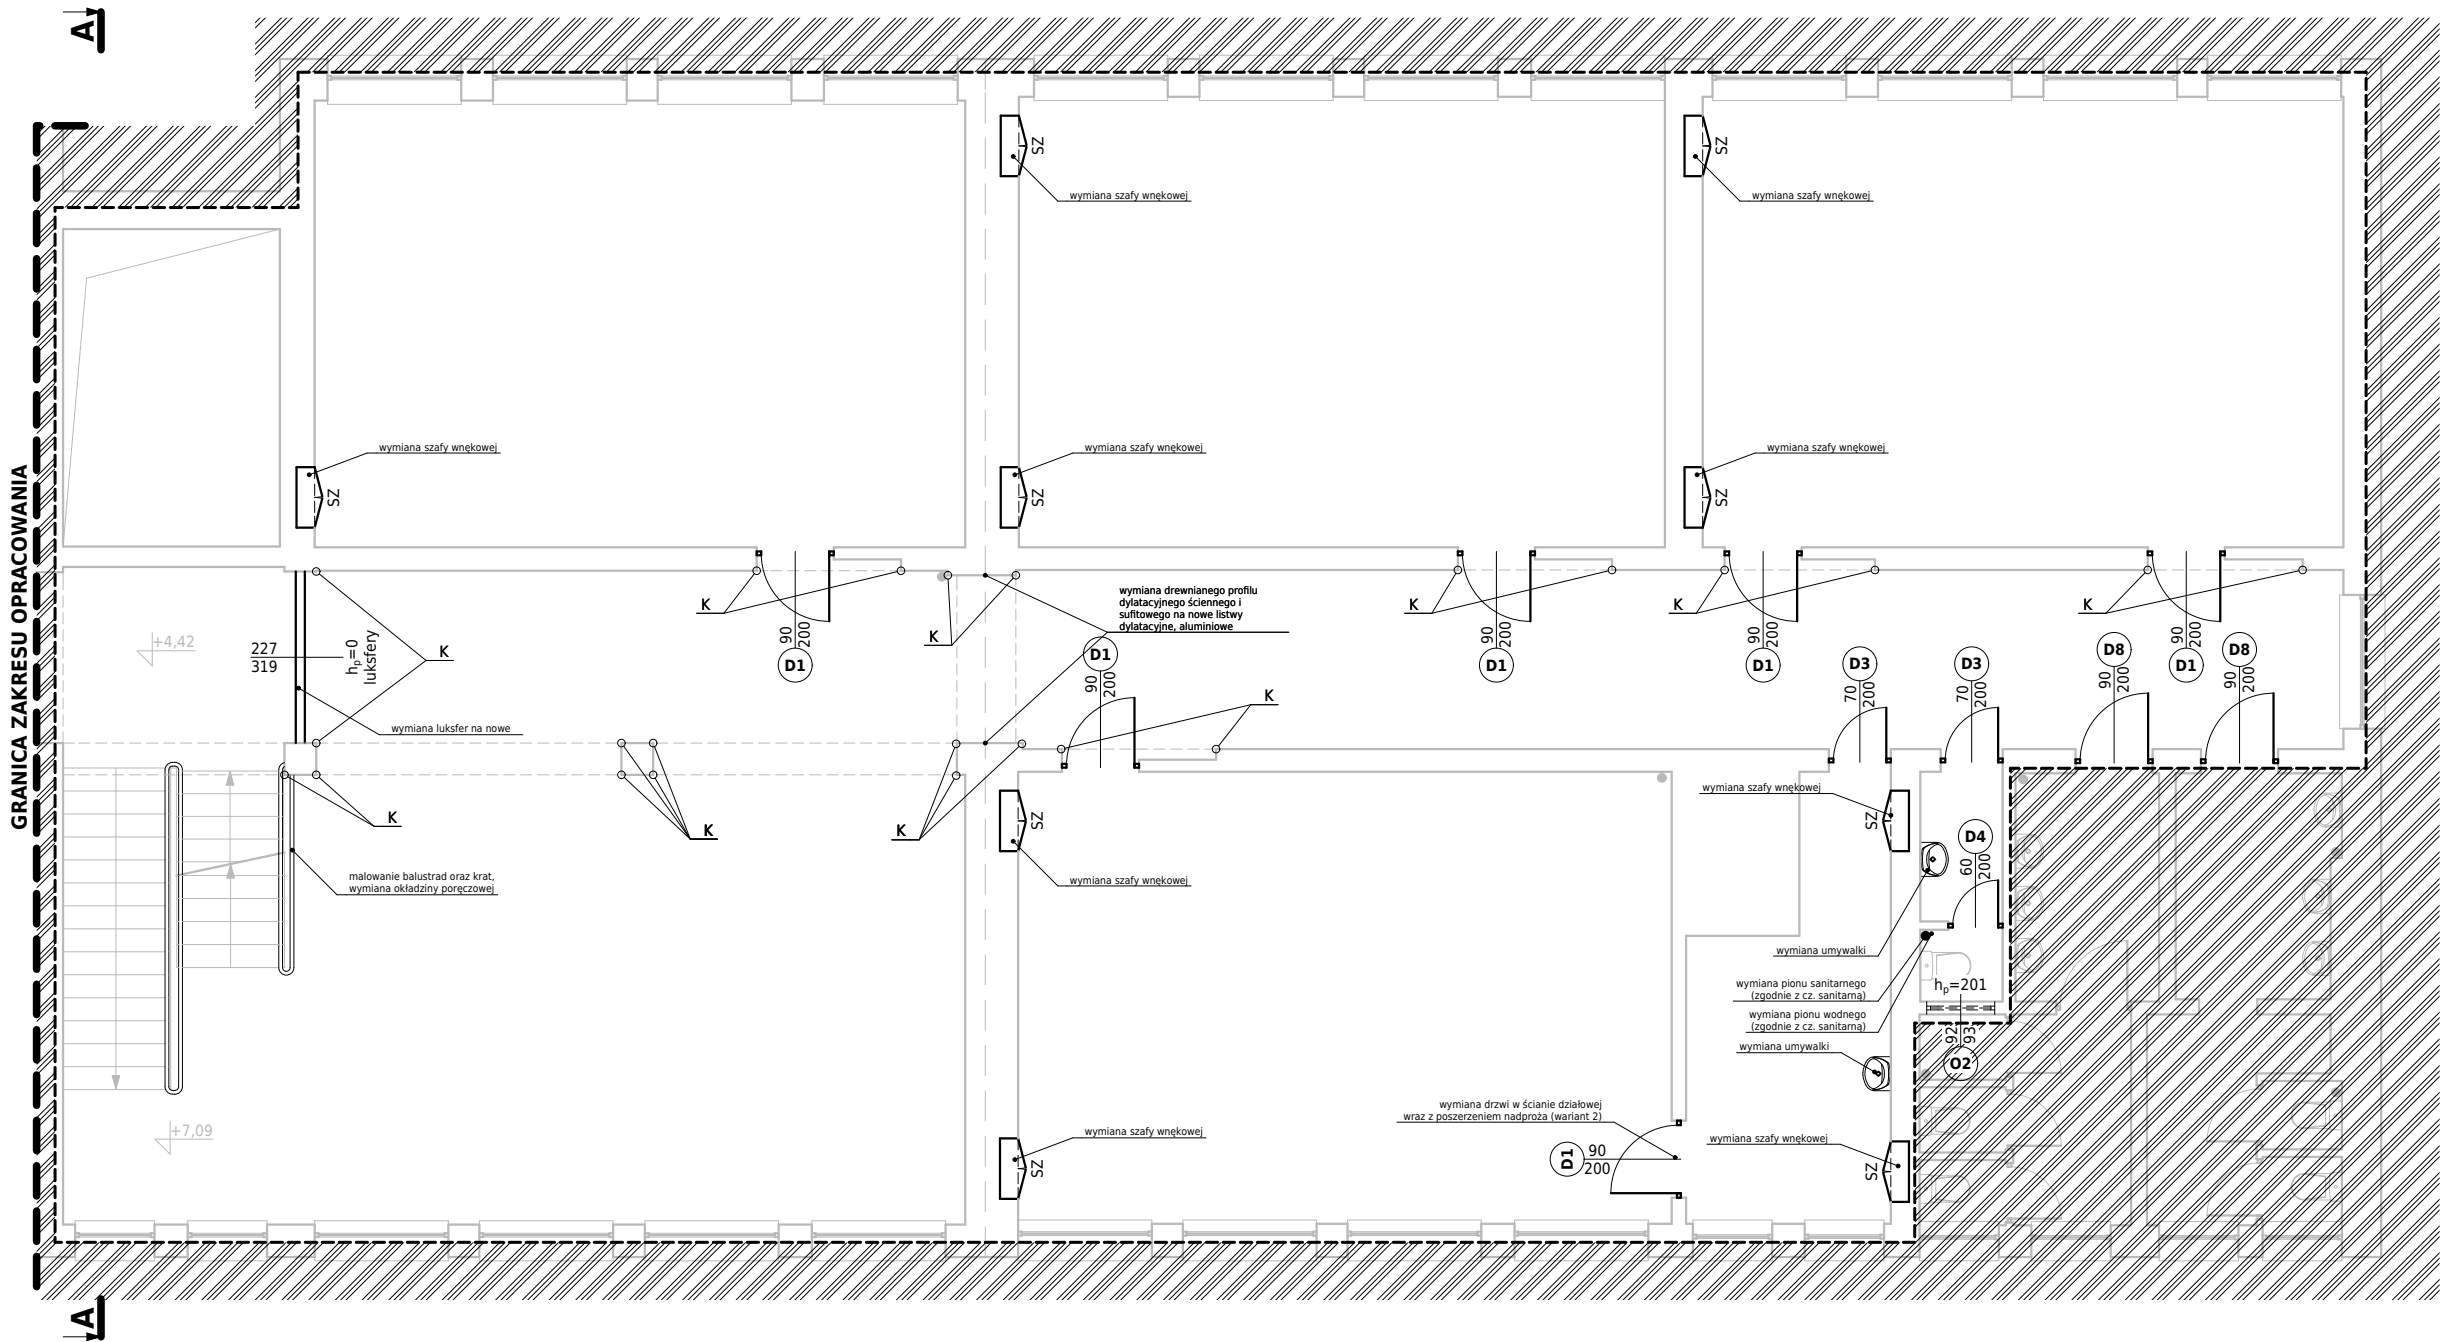 A
GRANICA ZAKRESU OPRACOWANIA
SZ
wymiana szafy wnękowej
SZ
wymiana szafy wnękowej
wymiana szafy wnękowej
SZ
wymiana szafy wnękowej
SZ
wymiana szafy wnękowej
SZ
+4,42
227
319
hp=0
luksfery
K
wymiana luksfer na nowe
K
90
200
D1
K
wymiana drewnianego profilu
dylatacyjnego ściennego i
sufitowego na nowe listwy
dylatacyjne, aluminiowe
D1
90
200
K
K
90
200
D1
K
90
200
D1
K
90
200
D1
D3
70
200
D3
70
200
D8
90
200
D8
90
200
K
K
K
malowanie balustrad oraz krat,
wymiana okładziny poręczowej
SZ
wymiana szafy wnękowej
wymiana szafy wnękowej
SZ
D4
60
200
wymiana umywalki
wymiana pionu sanitarnego
(zgodnie z cz. sanitarną)
wymiana pionu wodnego
(zgodnie z cz. sanitarną)
hp=201
92
93
O2
wymiana umywalki
+7,09
wymiana szafy wnękowej
SZ
wymiana drzwi w ścianie działowej
wraz z poszerzeniem nadproża (wariant 2)
D1
90
200
wymiana szafy wnękowej
SZ
A